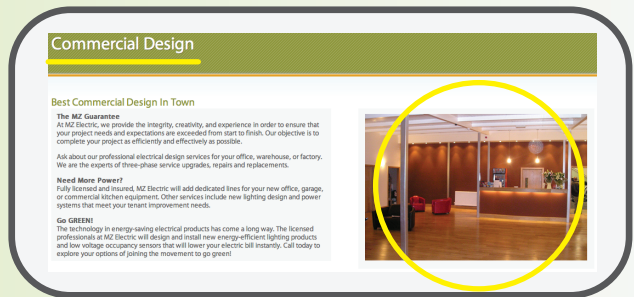 Commercial Design
Best Commercial Design In Town
The MZ Guarantee
At MZ Electric, we provide the integrity, creativity, and experience in order to ensure that
your project needs and expectations are exceeded from start to finish. Our objective is to
complete your project as efficiently and effectively as possible.
Ask about our professional electrical design services for your office, warehouse, or factory.
We are the experts of three-phase service upgrades, repairs and replacements.
Need More Power?
Fully licensed and insured, MZ Electric will add dedicated lines for your new office, garage,
or commercial kitchen equipment. Other services include new lighting design and power
systems that meet your tenant improvement needs.
Go GREEN!
The technology in energy-saving electrical products has come a long way. The licensed
professionals at MZ Electric will design and install new energy-efficient lighting products
and low voltage occupancy sensors that will lower your electric bill instantly. Call today to
explore your options of joining the movement to go green!